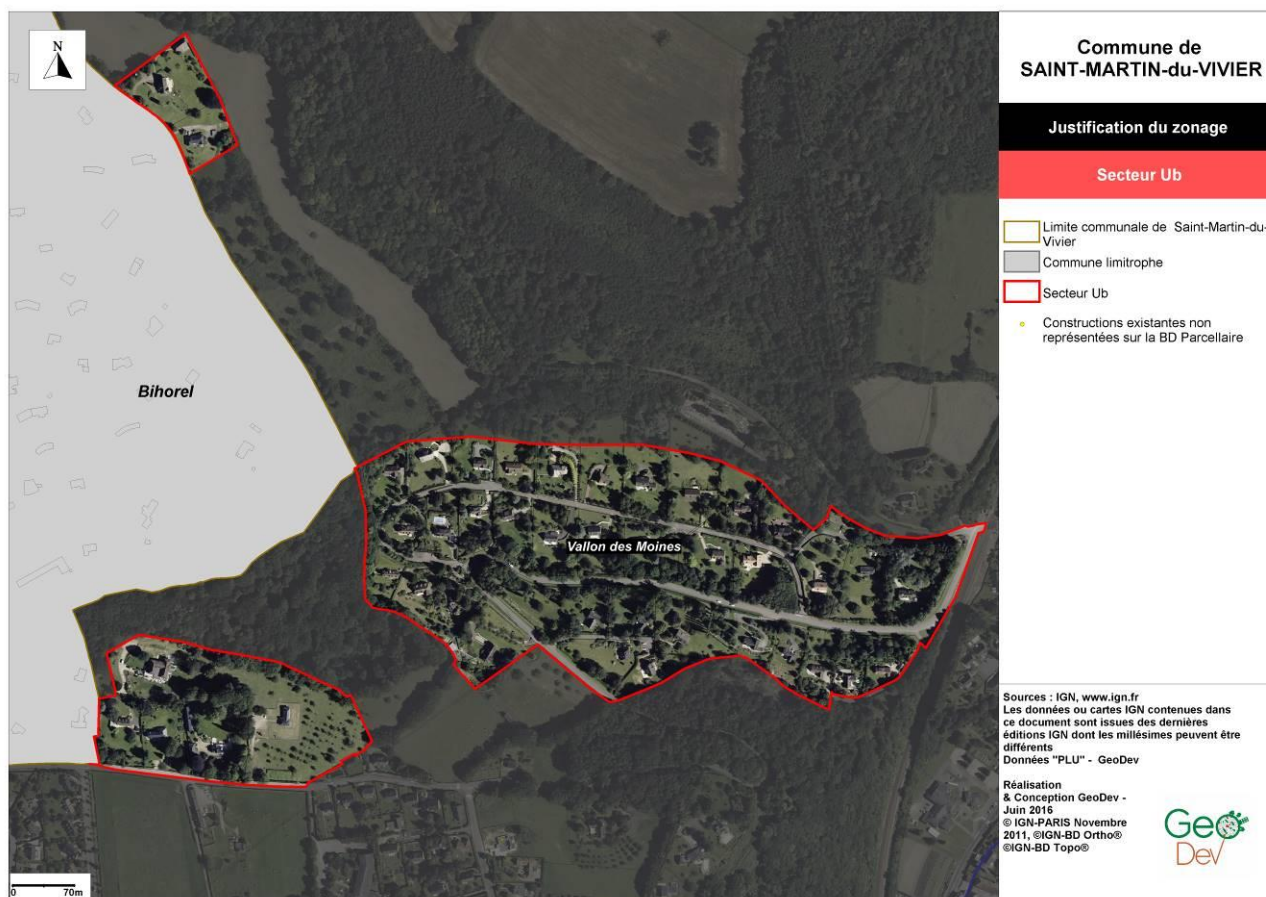 N
Bihorel
Vallon des Moines
0 70m
Commune de
SAINT-MARTIN-du-VIVIER
Justification du zonage
Secteur Ub
Limite communale de Saint-Martin-du-
Vivier
Commune limitrophe
Secteur Ub
Constructions existantes non
représentées sur la BD Parcellaire
Sources : IGN, www.ign.fr
Les données ou cartes IGN contenues dans
ce document sont issues des dernières
éditions IGN dont les millésimes peuvent être
différents
Données "PLU" - GeoDev
Réalisation
& Conception GeoDev -
Juin 2016
© IGN-PARIS Novembre
2011, ©IGN-BD Ortho®
©IGN-BD Topo®
Geo
Dev